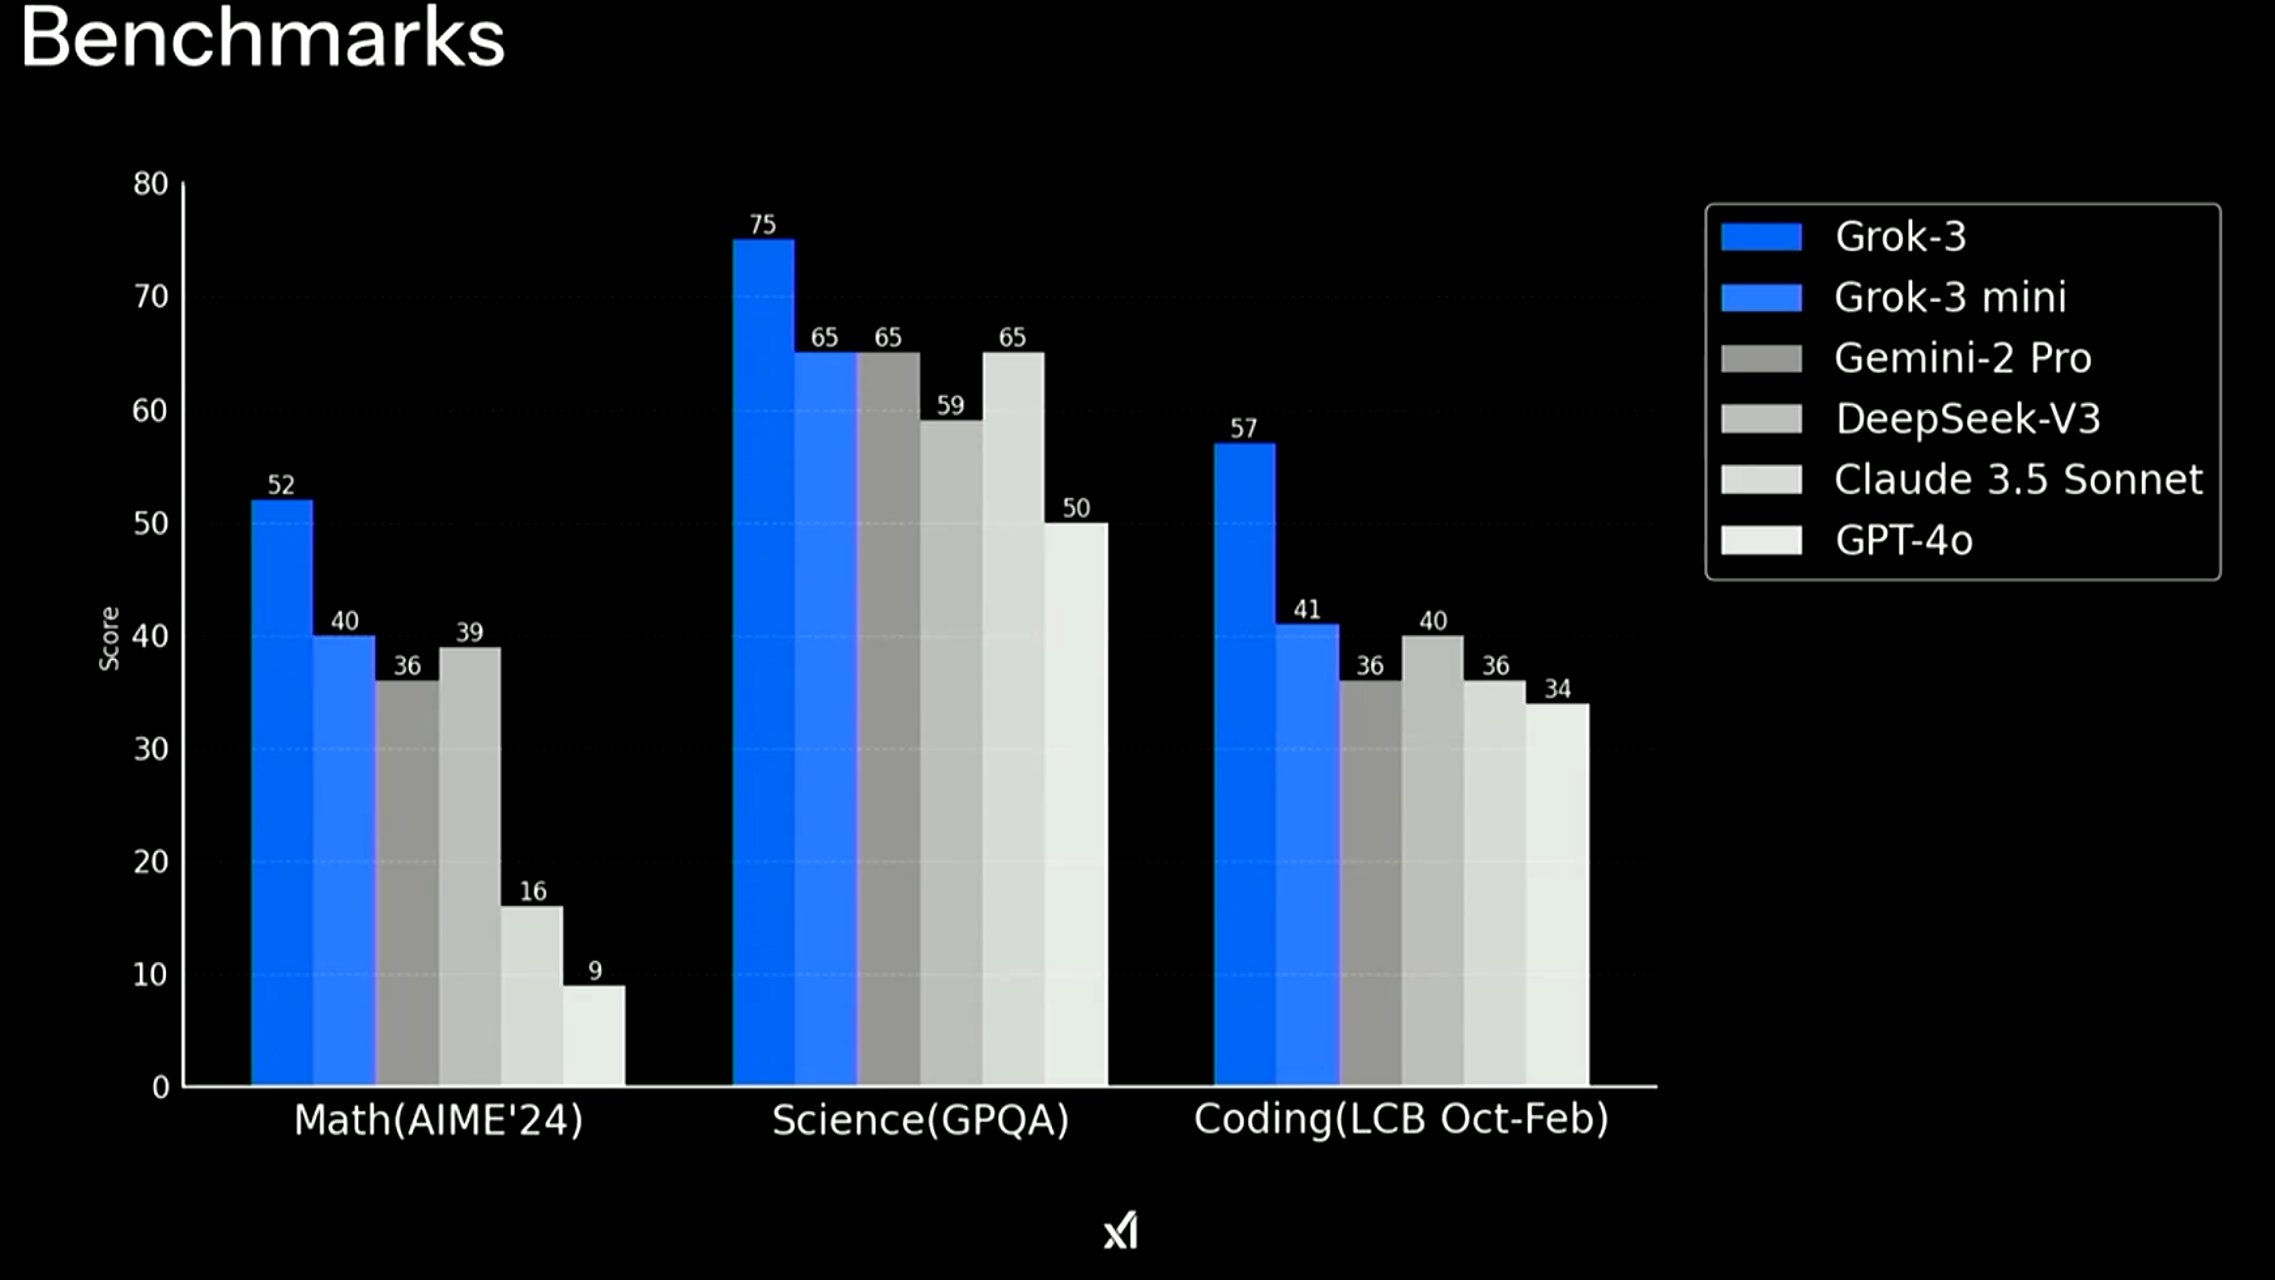 Benchmarks
80
70
60
50
40
30
20
10
0
Score
52
40
36
39
16
9
75
65
65
59
65
50
57
41
36
40
36
34
Math(AIME'24)
Science(GPQA)
Coding(LCB Oct-Feb)
Grok-3
Grok-3 mini
Gemini-2 Pro
DeepSeek-V3
Claude 3.5 Sonnet
GPT-4o
xI